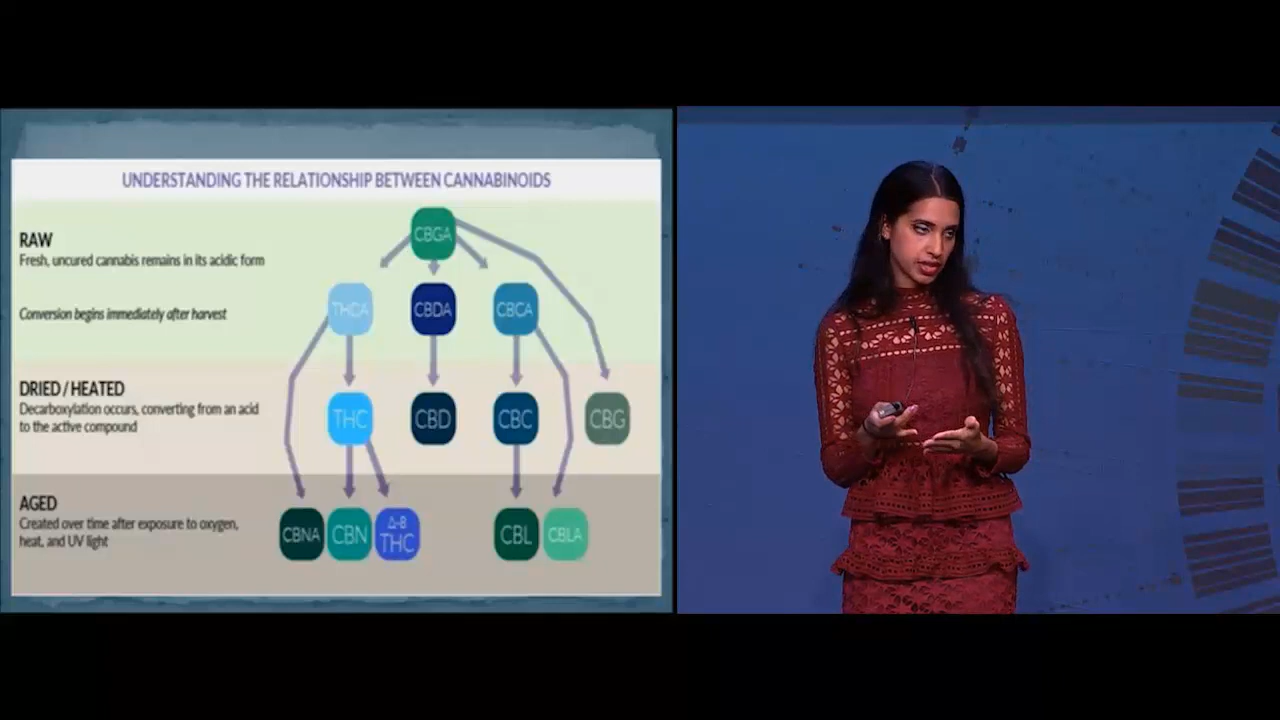 UNDERSTANDING THE RELATIONSHIP BETWEEN CANNABINOIDS
RAW
Fresh, uncured cannabis remains in its acidic form
Conversion begins immediately after harvest
CBGA
THCA
CBDA
CBCA
DRIED / HEATED
Decarboxylation occurs, converting from an acid
to the active compound
THC
CBD
CBC
CBG
AGED
Created over time after exposure to oxygen,
heat, and UV light
CBNA
CBN
Δ-8
THC
CBL
CBLA